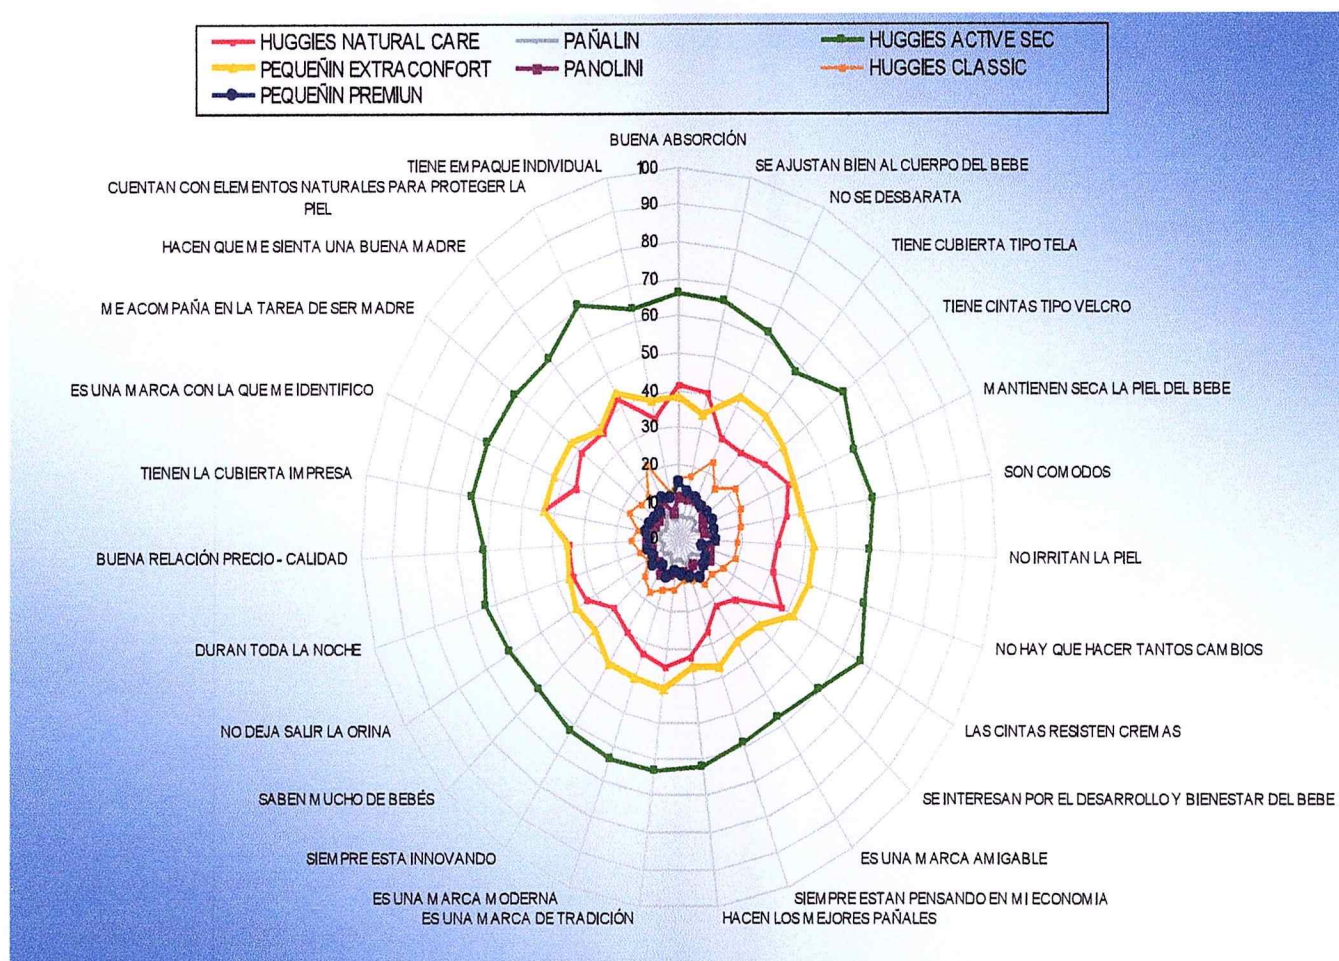 HUGGIES NATURAL CARE
PAÑALIN
HUGGIES ACTIVE SEC
PEQUEÑIN EXTRACONFORT
PANOLINI
HUGGIES CLASSIC
PEQUEÑIN PREMIUN
BUENA ABSORCIÓN
TIENE EMPAQUE INDIVIDUAL
SE AJUSTAN BIEN AL CUERPO DEL BEBE
CUENTAN CON ELEMENTOS NATURALES PARA PROTEGER LA
PIEL
NO SE DESBARATA
HACEN QUE ME SIENTA UNA BUENA MADRE
TIENE CUBIERTA TIPO TELA
ME ACOMPAÑA EN LA TAREA DE SER MADRE
TIENE CINTAS TIPO VELCRO
ES UNA MARCA CON LA QUE ME IDENTIFICO
MANTIENEN SECA LA PIEL DEL BEBE
TIENEN LA CUBIERTA IMPRESA
SON COMODOS
BUENA RELACIÓN PRECIO - CALIDAD
NO IRRITAN LA PIEL
DURAN TODA LA NOCHE
NO HAY QUE HACER TANTOS CAMBIOS
NO DEJA SALIR LA ORINA
LAS CINTAS RESISTEN CREMAS
SABEN MUCHO DE BEBÉS
SE INTERESAN POR EL DESARROLLO Y BIENESTAR DEL BEBE
SIEMPRE ESTA INNOVANDO
ES UNA MARCA AMIGABLE
ES UNA MARCA MODERNA
SIEMPRE ESTAN PENSANDO EN MI ECONOMIA
ES UNA MARCA DE TRADICIÓN
HACEN LOS MEJORES PAÑALES
100
90
80
70
60
50
40
30
20
10
0